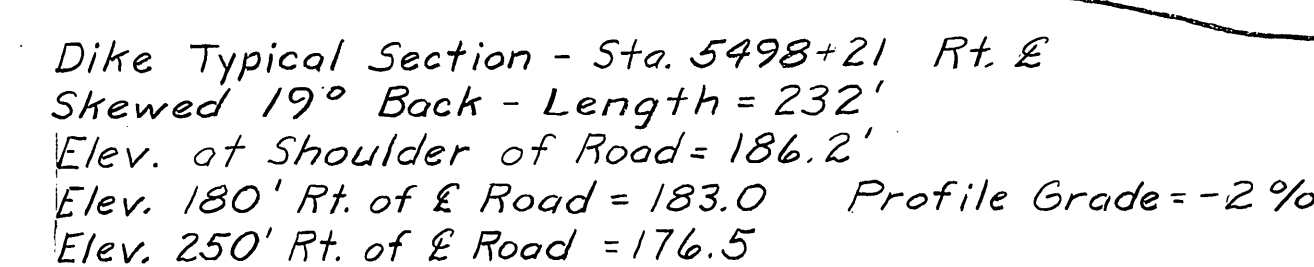 Dike Typical Section - Sta. 5498+21 Rt. ℄
Skewed 19° Back - Length = 232'
Elev. at Shoulder of Road = 186.2'
Elev. 180' Rt. of ℄ Road = 183.0 Profile Grade = -2%
Elev. 250' Rt. of ℄ Road = 176.5